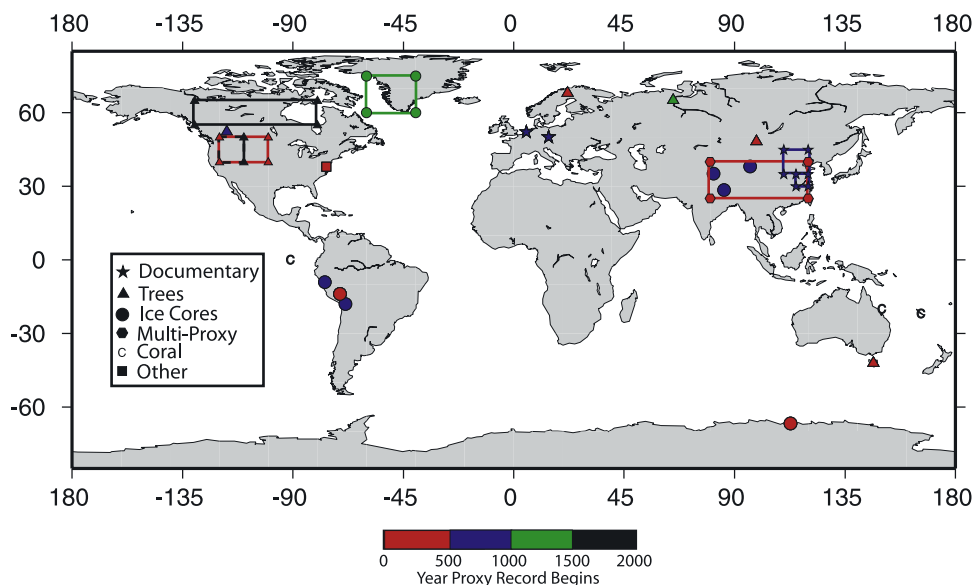 180 -135 -90 -45 0 45 90 135 180
60
30
0
-30
-60
Documentary
Trees
Ice Cores
Multi-Proxy
c Coral
Other
c
c
c
180 -135 -90 -45 0 45 90 135 180
0 500 1000 1500 2000
Year Proxy Record Begins